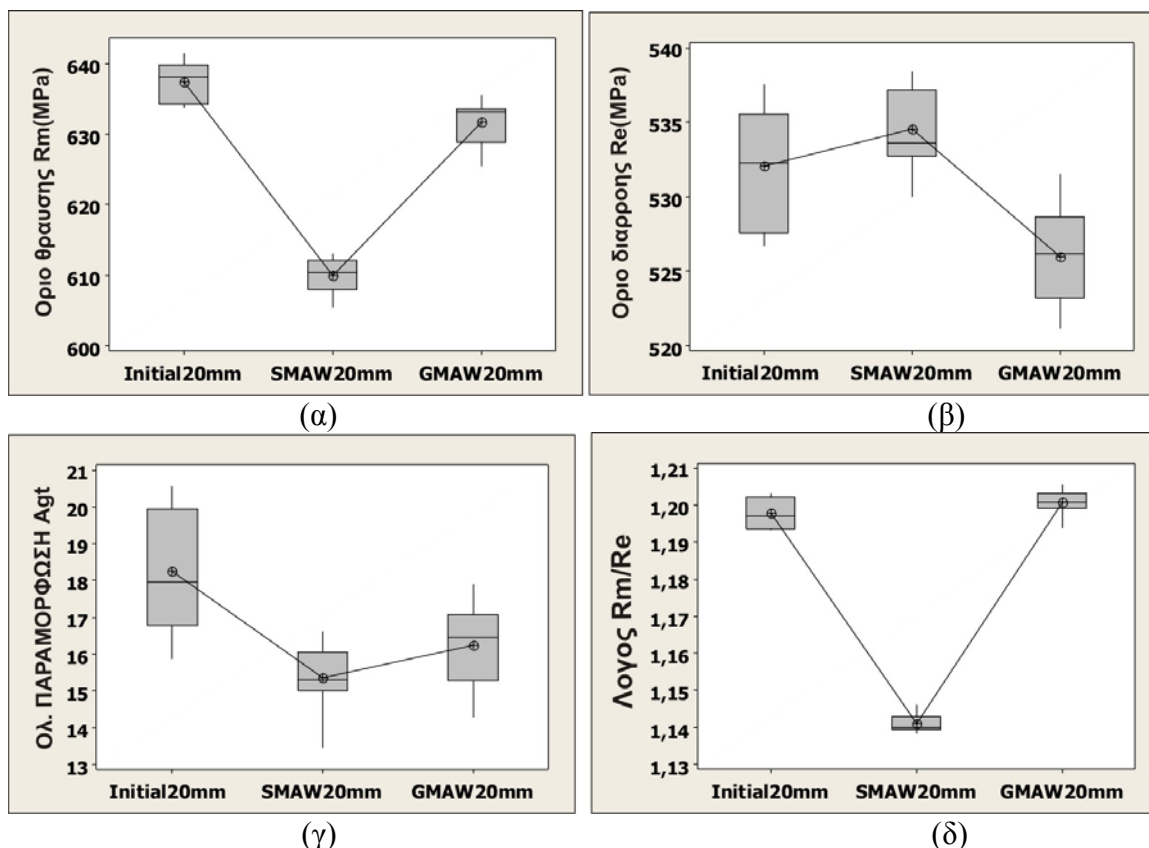 Οριο θραυσης Rm(MPa)
640
630
620
610
600
Initial20mm SMAW20mm GMAW20mm
(α)
Οριο διαρροης Re(MPa)
540
535
530
525
520
Initial20mm SMAW20mm GMAW20mm
(β)
Ολ. ΠΑΡΑΜΟΡΦΩΣΗ Agt
21
20
19
18
17
16
15
14
13
Initial20mm SMAW20mm GMAW20mm
(γ)
Λογος Rm/Re
1,21
1,20
1,19
1,18
1,17
1,16
1,15
1,14
1,13
Initial20mm SMAW20mm GMAW20mm
(δ)